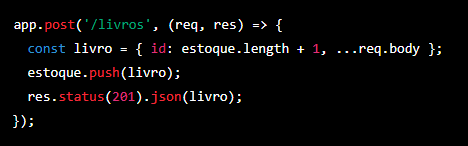 app.post('/livros', (req, res) => {
  const livro = { id: estoque.length + 1, ...req.body };
  estoque.push(livro);
  res.status(201).json(livro);
});